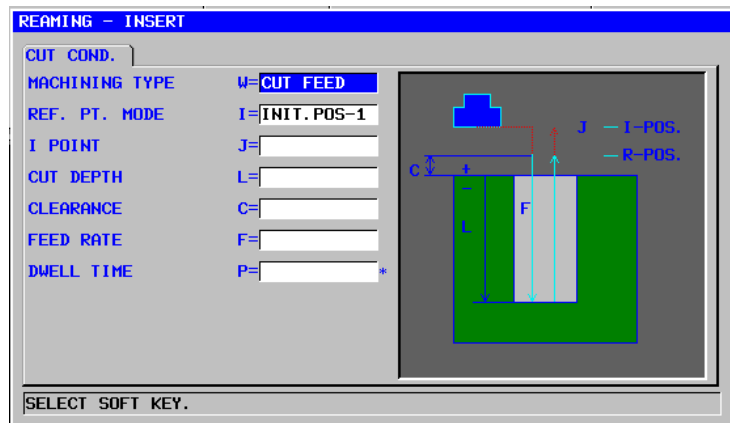 REAMING - INSERT
CUT COND.
MACHINING TYPE W=CUT FEED
REF. PT. MODE I=INIT.POS-1
I POINT J=
CUT DEPTH L=
CLEARANCE C=
FEED RATE F=
DWELL TIME P= *
J - I-POS.
- R-POS.
C + -
L
F
SELECT SOFT KEY.